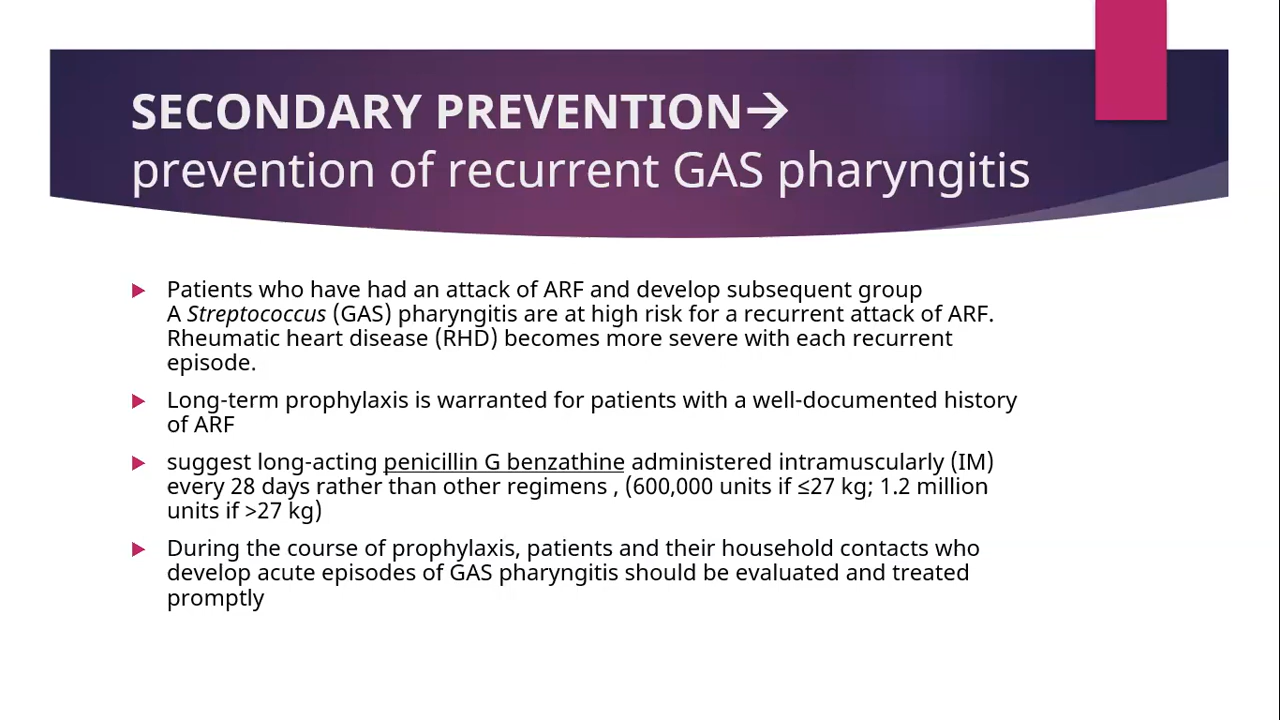 SECONDARY PREVENTION→
prevention of recurrent GAS pharyngitis
Patients who have had an attack of ARF and develop subsequent group
A Streptococcus (GAS) pharyngitis are at high risk for a recurrent attack of ARF.
Rheumatic heart disease (RHD) becomes more severe with each recurrent
episode.
Long-term prophylaxis is warranted for patients with a well-documented history
of ARF
suggest long-acting penicillin G benzathine administered intramuscularly (IM)
every 28 days rather than other regimens , (600,000 units if ≤27 kg; 1.2 million
units if >27 kg)
During the course of prophylaxis, patients and their household contacts who
develop acute episodes of GAS pharyngitis should be evaluated and treated
promptly